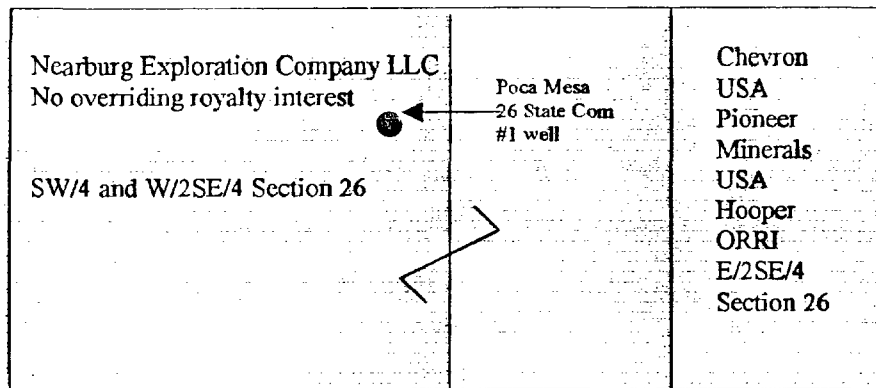 Nearburg Exploration Company LLC
No overriding royalty interest
SW/4 and W/2SE/4 Section 26
Poca Mesa
26 State Com
#1 well
Chevron
USA
Pioneer
Minerals
USA
Hooper
ORRI
E/2SE/4
Section 26